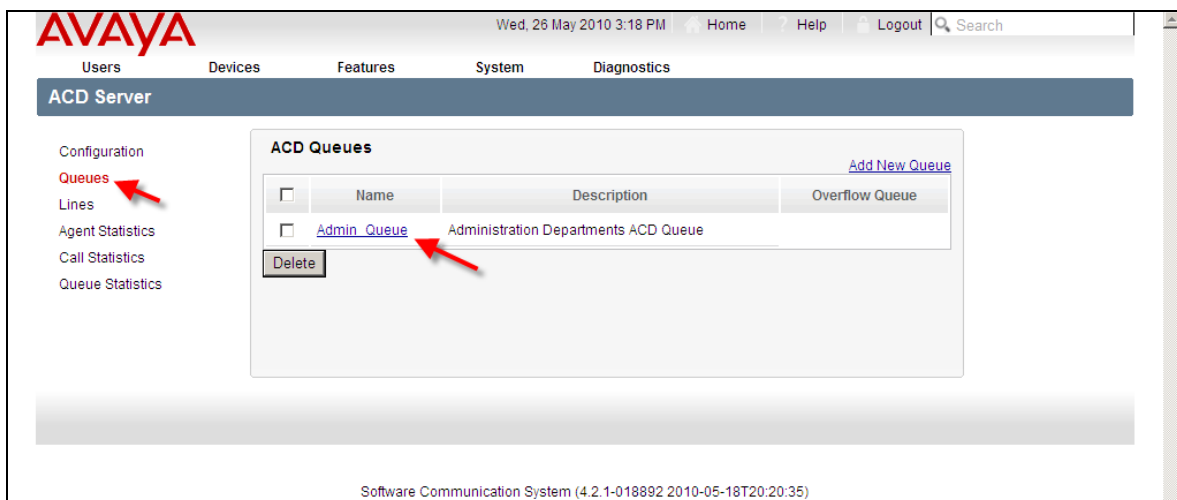 AVAYA
Wed, 26 May 2010 3:18 PM Home Help Logout Search
Users Devices Features System Diagnostics
ACD Server
Configuration
Queues
Lines
Agent Statistics
Call Statistics
Queue Statistics
ACD Queues
Add New Queue
Name Description Overflow Queue
Admin_Queue Administration Departments ACD Queue
Delete
Software Communication System (4.2.1-018892 2010-05-18T20:20:35)